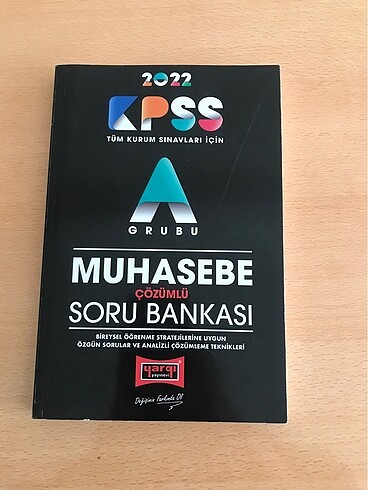 2022
KPSS
TÜM KURUM SINAVLARI İÇİN
A
GRUBU
MUHASEBE
ÇÖZÜMLÜ
SORU BANKASI
BİREYSEL ÖĞRENME STRATEJİLERİNE UYGUN
ÖZGÜN SORULAR VE ANALİZLİ ÇÖZÜMLEME TEKNİKLERİ
yargı
yayınevi
Değişimin Farkında Ol